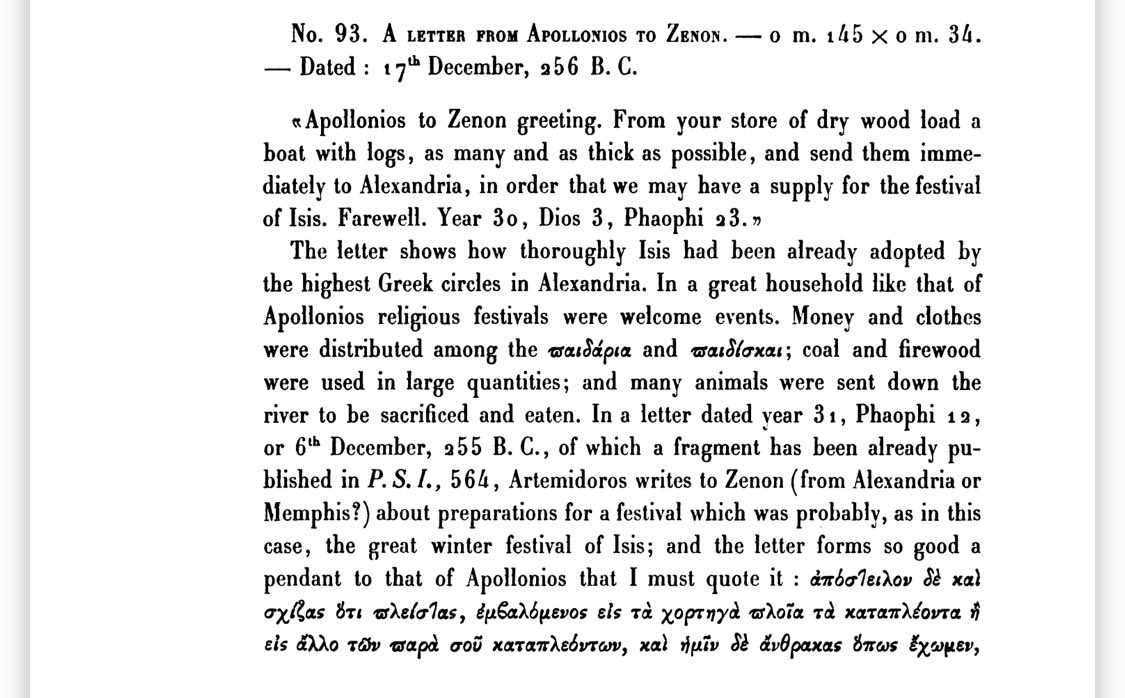 No. 93. A LETTER FROM APOLLONIOS TO ZENON. — 0 m. 145 × 0 m. 34.
— Dated : 17th December, 256 B. C.
«Apollonios to Zenon greeting. From your store of dry wood load a
boat with logs, as many and as thick as possible, and send them imme-
diately to Alexandria, in order that we may have a supply for the festival
of Isis. Farewell. Year 30, Dios 3, Phaophi 23.»
The letter shows how thoroughly Isis had been already adopted by
the highest Greek circles in Alexandria. In a great household like that of
Apollonios religious festivals were welcome events. Money and clothes
were distributed among the ϖαιδάρια and ϖαιδίσκαι; coal and firewood
were used in large quantities; and many animals were sent down the
river to be sacrificed and eaten. In a letter dated year 31, Phaophi 12,
or 6th December, 255 B. C., of which a fragment has been already pu-
blished in P. S. I., 564, Artemidoros writes to Zenon (from Alexandria or
Memphis?) about preparations for a festival which was probably, as in this
case, the great winter festival of Isis; and the letter forms so good a
pendant to that of Apollonios that I must quote it : ἀπόστειλον δὲ καὶ
σχίζας ὅτι ϖλείστας, ἐμβαλόμενος εἰς τὰ χορτηγὰ ϖλοῖα τὰ καταπλέοντα ἢ
εἰς ἄλλο τῶν ϖαρὰ σοῦ καταπλεόντων, καὶ ἡμῖν δὲ ἄνθρακας ὅπως ἔχωμεν,